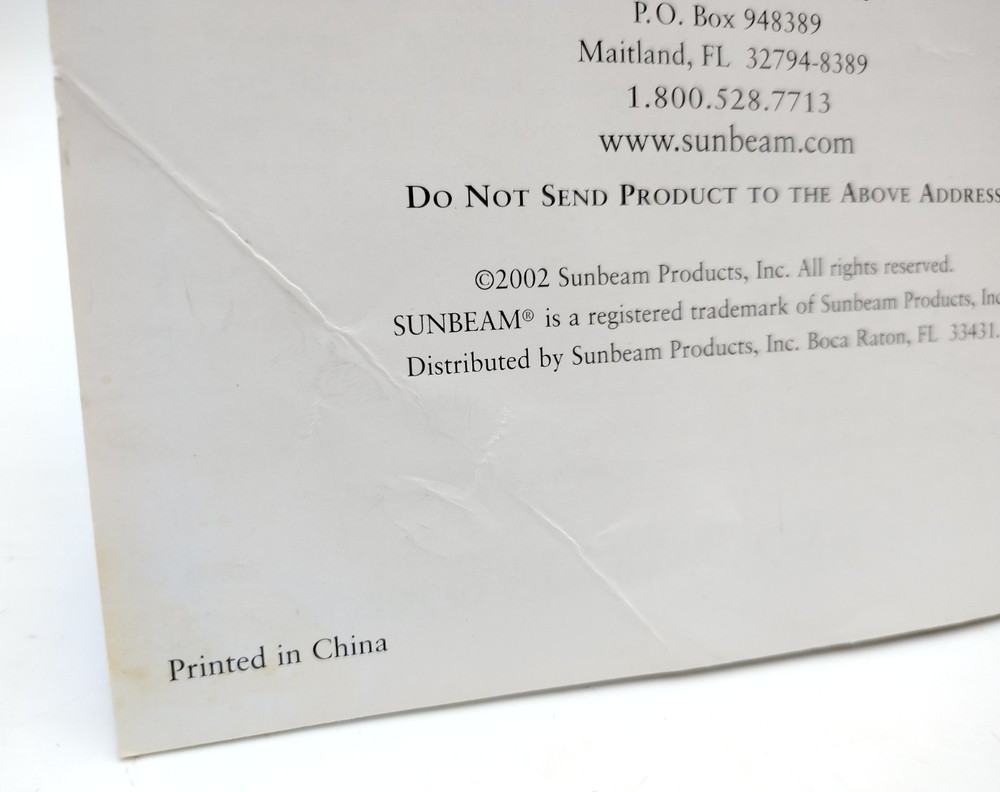 P.O. Box 948389
Maitland, FL 32794-8389
1.800.528.7713
www.sunbeam.com
DO NOT SEND PRODUCT TO THE ABOVE ADDRESS
©2002 Sunbeam Products, Inc. All rights reserved.
SUNBEAM® is a registered trademark of Sunbeam Products, Inc
Distributed by Sunbeam Products, Inc. Boca Raton, FL 33431.
Printed in China